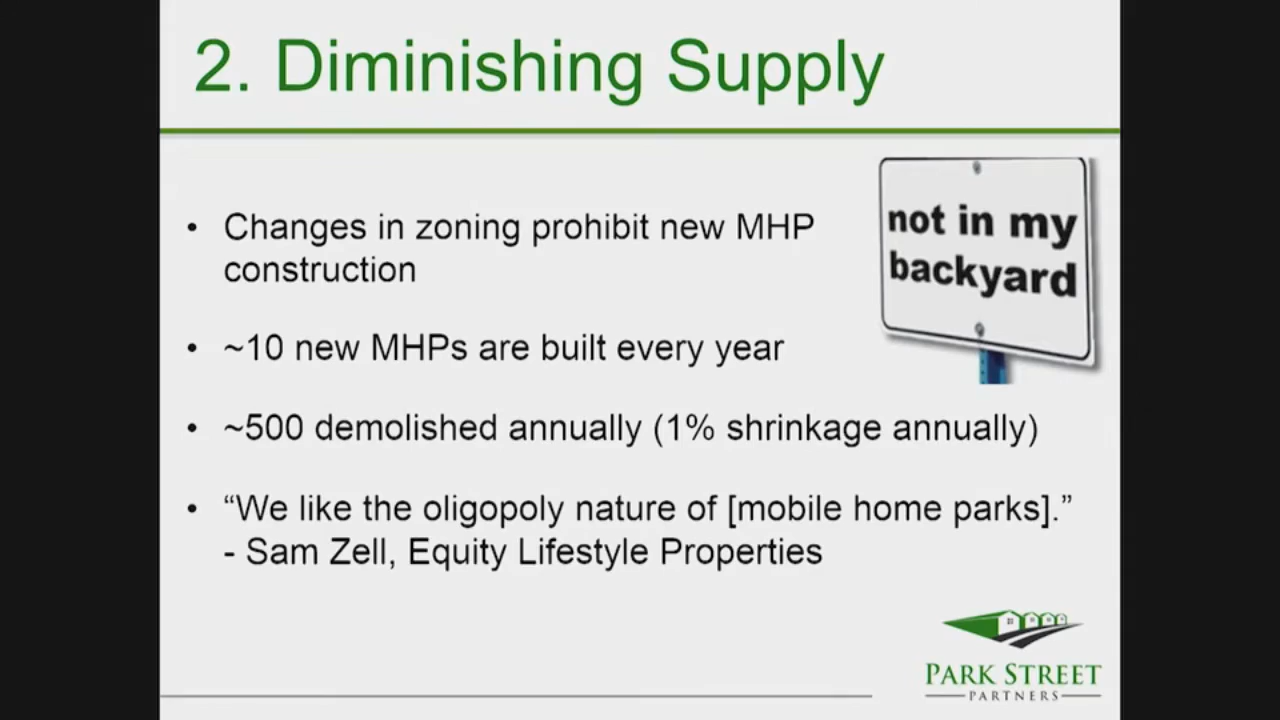 2. Diminishing Supply
not in my
backyard
• Changes in zoning prohibit new MHP
construction
• ~10 new MHPs are built every year
• ~500 demolished annually (1% shrinkage annually)
• “We like the oligopoly nature of [mobile home parks].”
- Sam Zell, Equity Lifestyle Properties
PARK STREET
PARTNERS